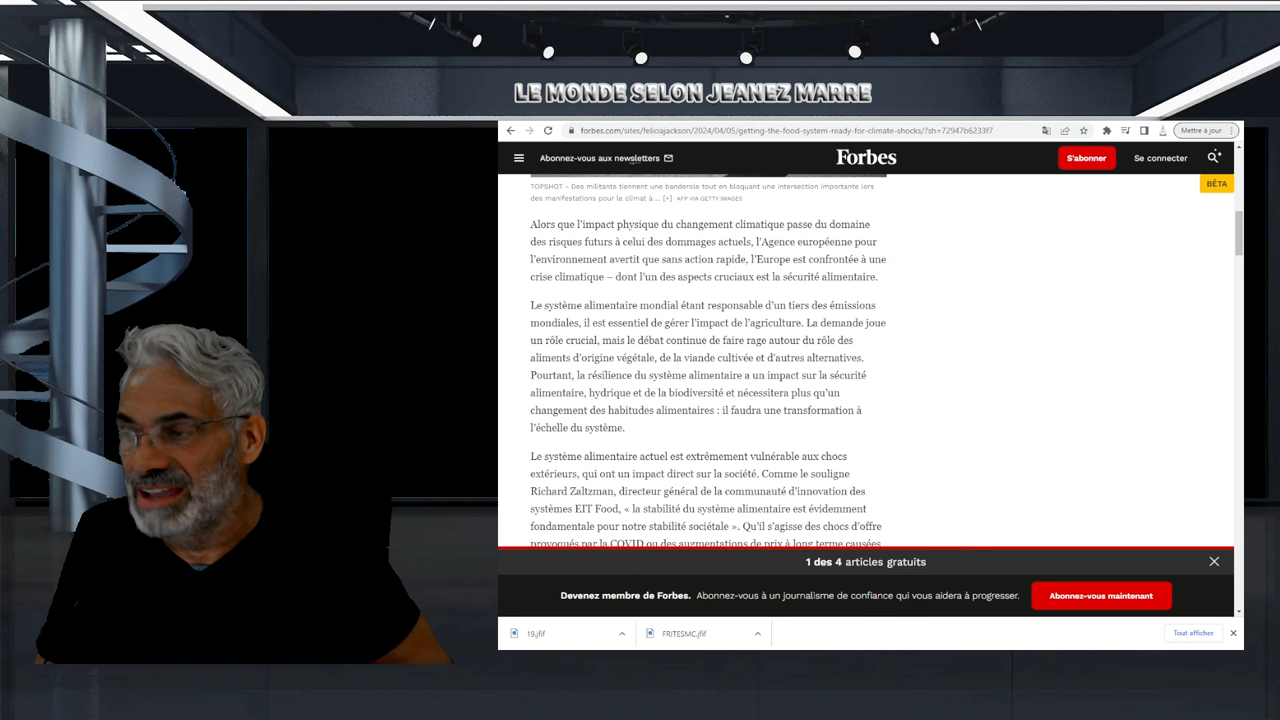 LE MONDE SELON JEANEZ MARRE
forbes.com/sites/feliciajackson/2024/04/05/getting-the-food-system-ready-for-climate-shocks/?sh=72947b6233f7
Mettre à jour
Abonnez-vous aux newsletters
Forbes
S'abonner
Se connecter
BÊTA
TOPSHOT - Des militants tiennent une banderole tout en bloquant une intersection importante lors
des manifestations pour le climat à ... [+] AFP VIA GETTY IMAGES
Alors que l'impact physique du changement climatique passe du domaine
des risques futurs à celui des dommages actuels, l'Agence européenne pour
l'environnement avertit que sans action rapide, l'Europe est confrontée à une
crise climatique – dont l'un des aspects cruciaux est la sécurité alimentaire.
Le système alimentaire mondial étant responsable d'un tiers des émissions
mondiales, il est essentiel de gérer l'impact de l'agriculture. La demande joue
un rôle crucial, mais le débat continue de faire rage autour du rôle des
aliments d'origine végétale, de la viande cultivée et d'autres alternatives.
Pourtant, la résilience du système alimentaire a un impact sur la sécurité
alimentaire, hydrique et de la biodiversité et nécessitera plus qu'un
changement des habitudes alimentaires : il faudra une transformation à
l'échelle du système.
Le système alimentaire actuel est extrêmement vulnérable aux chocs
extérieurs, qui ont un impact direct sur la société. Comme le souligne
Richard Zaltzman, directeur général de la communauté d'innovation des
systèmes EIT Food, « la stabilité du système alimentaire est évidemment
fondamentale pour notre stabilité sociétale ». Qu'il s'agisse des chocs d'offre
provoqués par la COVID ou des augmentations de prix à long terme causées
1 des 4 articles gratuits
Devenez membre de Forbes. Abonnez-vous à un journalisme de confiance qui vous aidera à progresser.
Abonnez-vous maintenant
19.jfif
FRITESMC.jfif
Tout afficher